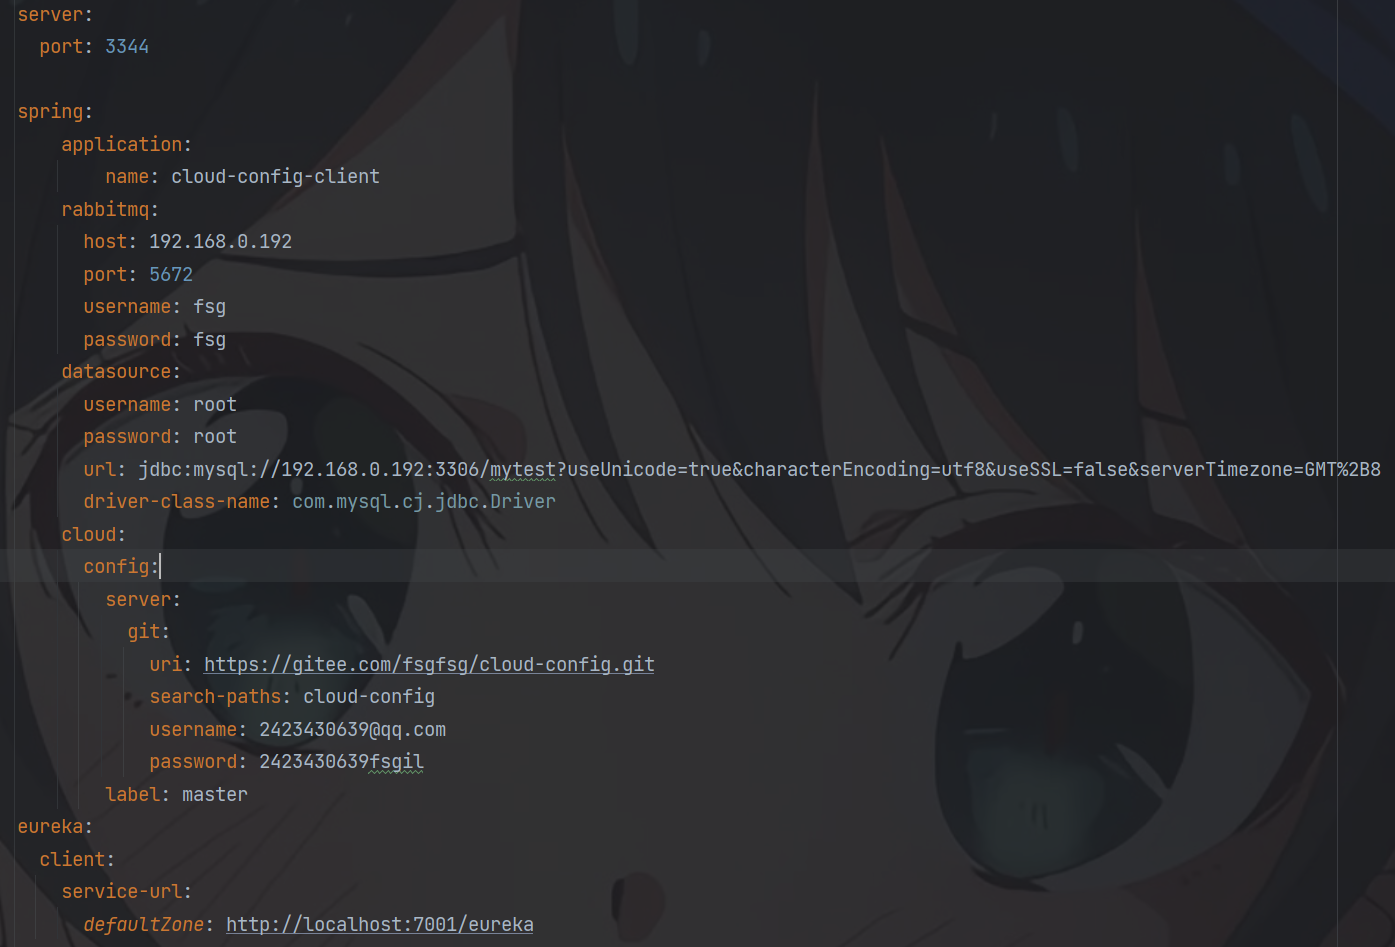 server:
  port: 3344

spring:
    application:
        name: cloud-config-client
    rabbitmq:
      host: 192.168.0.192
      port: 5672
      username: fsg
      password: fsg
    datasource:
      username: root
      password: root
      url: jdbc:mysql://192.168.0.192:3306/mytest?useUnicode=true&characterEncoding=utf8&useSSL=false&serverTimezone=GMT%2B8
      driver-class-name: com.mysql.cj.jdbc.Driver
    cloud:
      config:
        server:
          git:
            uri: https://gitee.com/fsgfsg/cloud-config.git
            search-paths: cloud-config
            username: 2423430639@qq.com
            password: 2423430639fsgil
        label: master
eureka:
  client:
    service-url:
      defaultZone: http://localhost:7001/eureka